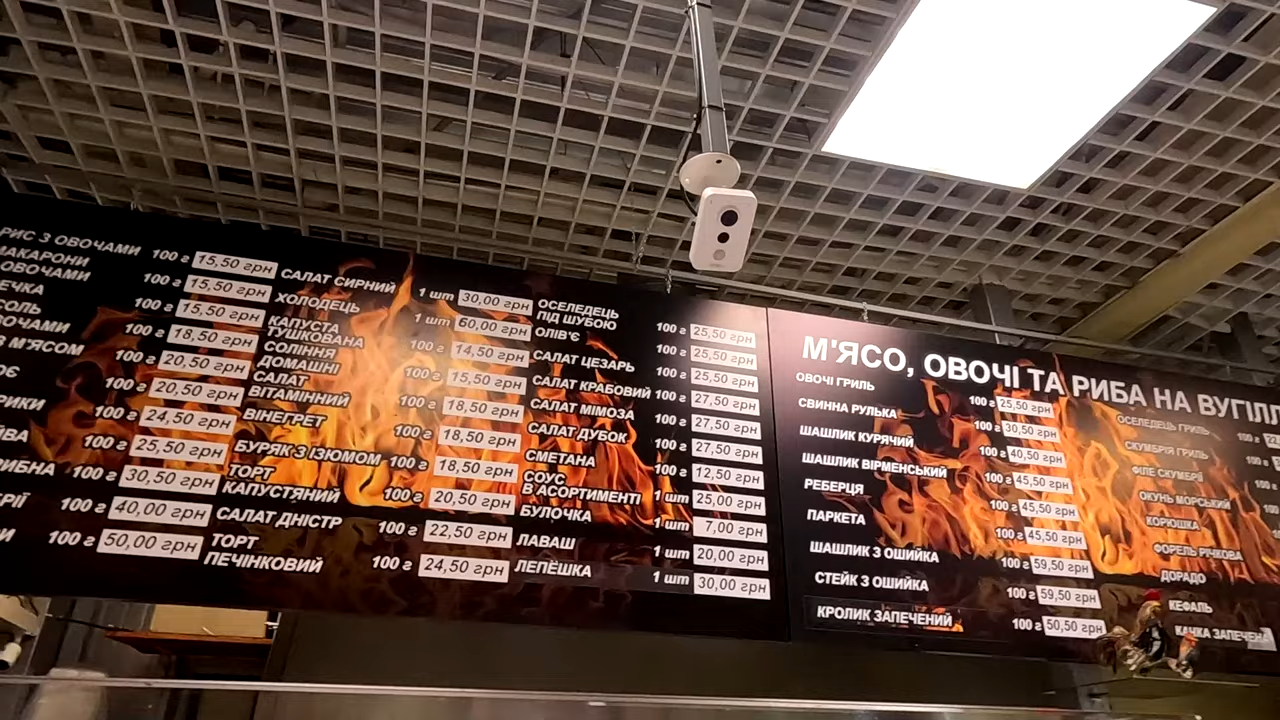 РИС З ОВОЧАМИ 100 г 15,50 грн
МАКАРОНИ
ОВОЧАМИ 100 г 15,50 грн
ЕЧКА 100 г 15,50 грн
СОЛЬ
ВОЧАМИ 100 г 18,50 грн
З М'ЯСОМ 100 г 20,50 грн
ОЄ 100 г 20,50 грн
РИКИ 100 г 24,50 грн
ЙВА 100 г 25,50 грн
РИБНА 100 г 30,50 грн
ЕРІЇ 100 г 40,00 грн
И 100 г 50,00 грн
САЛАТ СИРНИЙ 1 шт 30,00 грн
ХОЛОДЕЦЬ 1 шт 60,00 грн
КАПУСТА
ТУШКОВАНА 100 г 14,50 грн
СОЛІННЯ
ДОМАШНІ 100 г 15,50 грн
САЛАТ
ВІТАМІННИЙ 100 г 18,50 грн
ВІНЕГРЕТ 100 г 18,50 грн
БУРЯК З ІЗЮМОМ 100 г 18,50 грн
ТОРТ
КАПУСТЯНИЙ 100 г 20,50 грн
САЛАТ ДНІСТР 100 г 22,50 грн
ТОРТ
ПЕЧІНКОВИЙ 100 г 24,50 грн
ОСЕЛЕДЕЦЬ
ПІД ШУБОЮ 100 г 25,50 грн
ОЛІВ'Є 100 г 25,50 грн
САЛАТ ЦЕЗАРЬ 100 г 25,50 грн
САЛАТ КРАБОВИЙ 100 г 27,50 грн
САЛАТ МІМОЗА 100 г 27,50 грн
САЛАТ ДУБОК 100 г 27,50 грн
СМЕТАНА 100 г 12,50 грн
СОУС
В АСОРТИМЕНТІ 1 шт 25,00 грн
БУЛОЧКА 1 шт 7,00 грн
ЛАВАШ 1 шт 20,00 грн
ЛЕПЕШКА 1 шт 30,00 грн
М'ЯСО, ОВОЧІ ТА РИБА НА ВУГІЛЛ
ОВОЧІ ГРИЛЬ 100 г 25,50 грн
СВИННА РУЛЬКА 100 г 30,50 грн
ШАШЛИК КУРЯЧИЙ 100 г 40,50 грн
ШАШЛИК ВІРМЕНСЬКИЙ 100 г 45,50 грн
РЕБЕРЦЯ 100 г 45,50 грн
ПАРКЕТА 100 г 45,50 грн
ШАШЛИК З ОШИЙКА 100 г 59,50 грн
СТЕЙК З ОШИЙКА 100 г 59,50 грн
КРОЛИК ЗАПЕЧЕНИЙ 100 г 50,50 грн
ОСЕЛЕДЕЦЬ ГРИЛЬ 100 г
СКУМБРІЯ ГРИЛЬ 100 г
ФІЛЕ СКУМБРІЇ 100 г
ОКУНЬ МОРСЬКИЙ
КОРЮШКА
ФОРЕЛЬ РІЧКОВА
ДОРАДО
КЕФАЛЬ
КАЧКА ЗАПЕЧЕНА